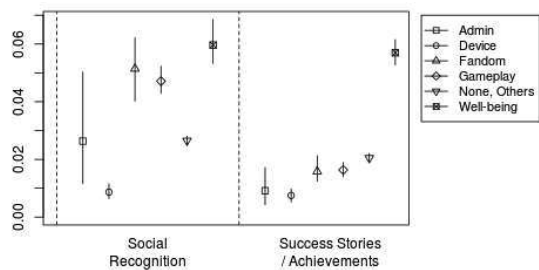 0.06
0.04
0.02
0.00
Social
Recognition
Success Stories
/ Achievements
Admin
Device
Fandom
Gameplay
None, Others
Well-being